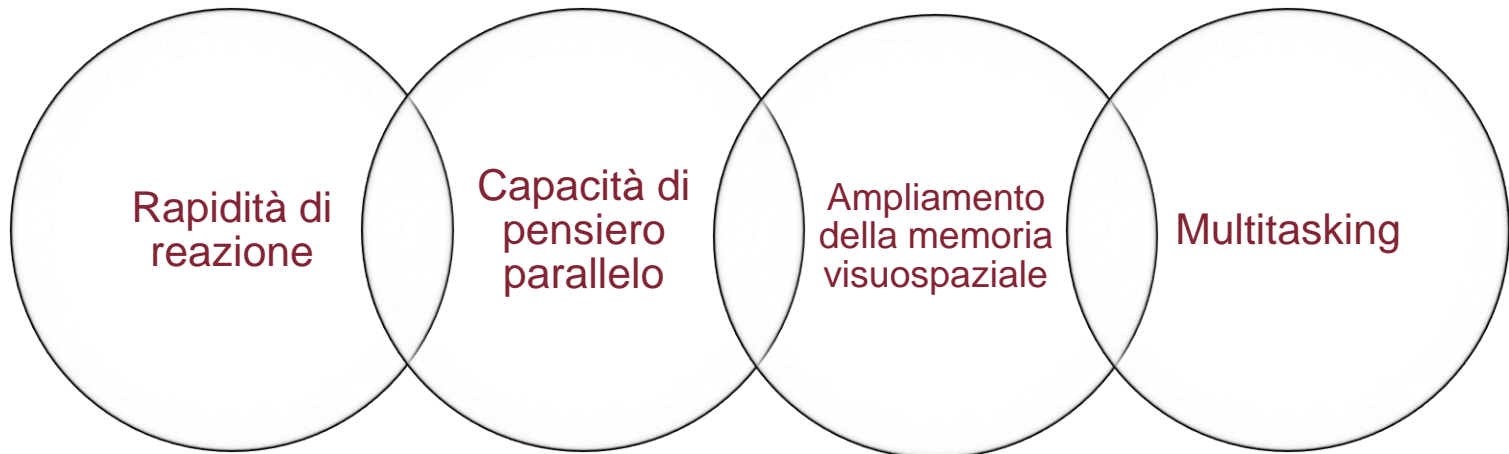 Rapidità di
reazione
Capacità di
pensiero
parallelo
Ampliamento
della memoria
visuospaziale
Multitasking